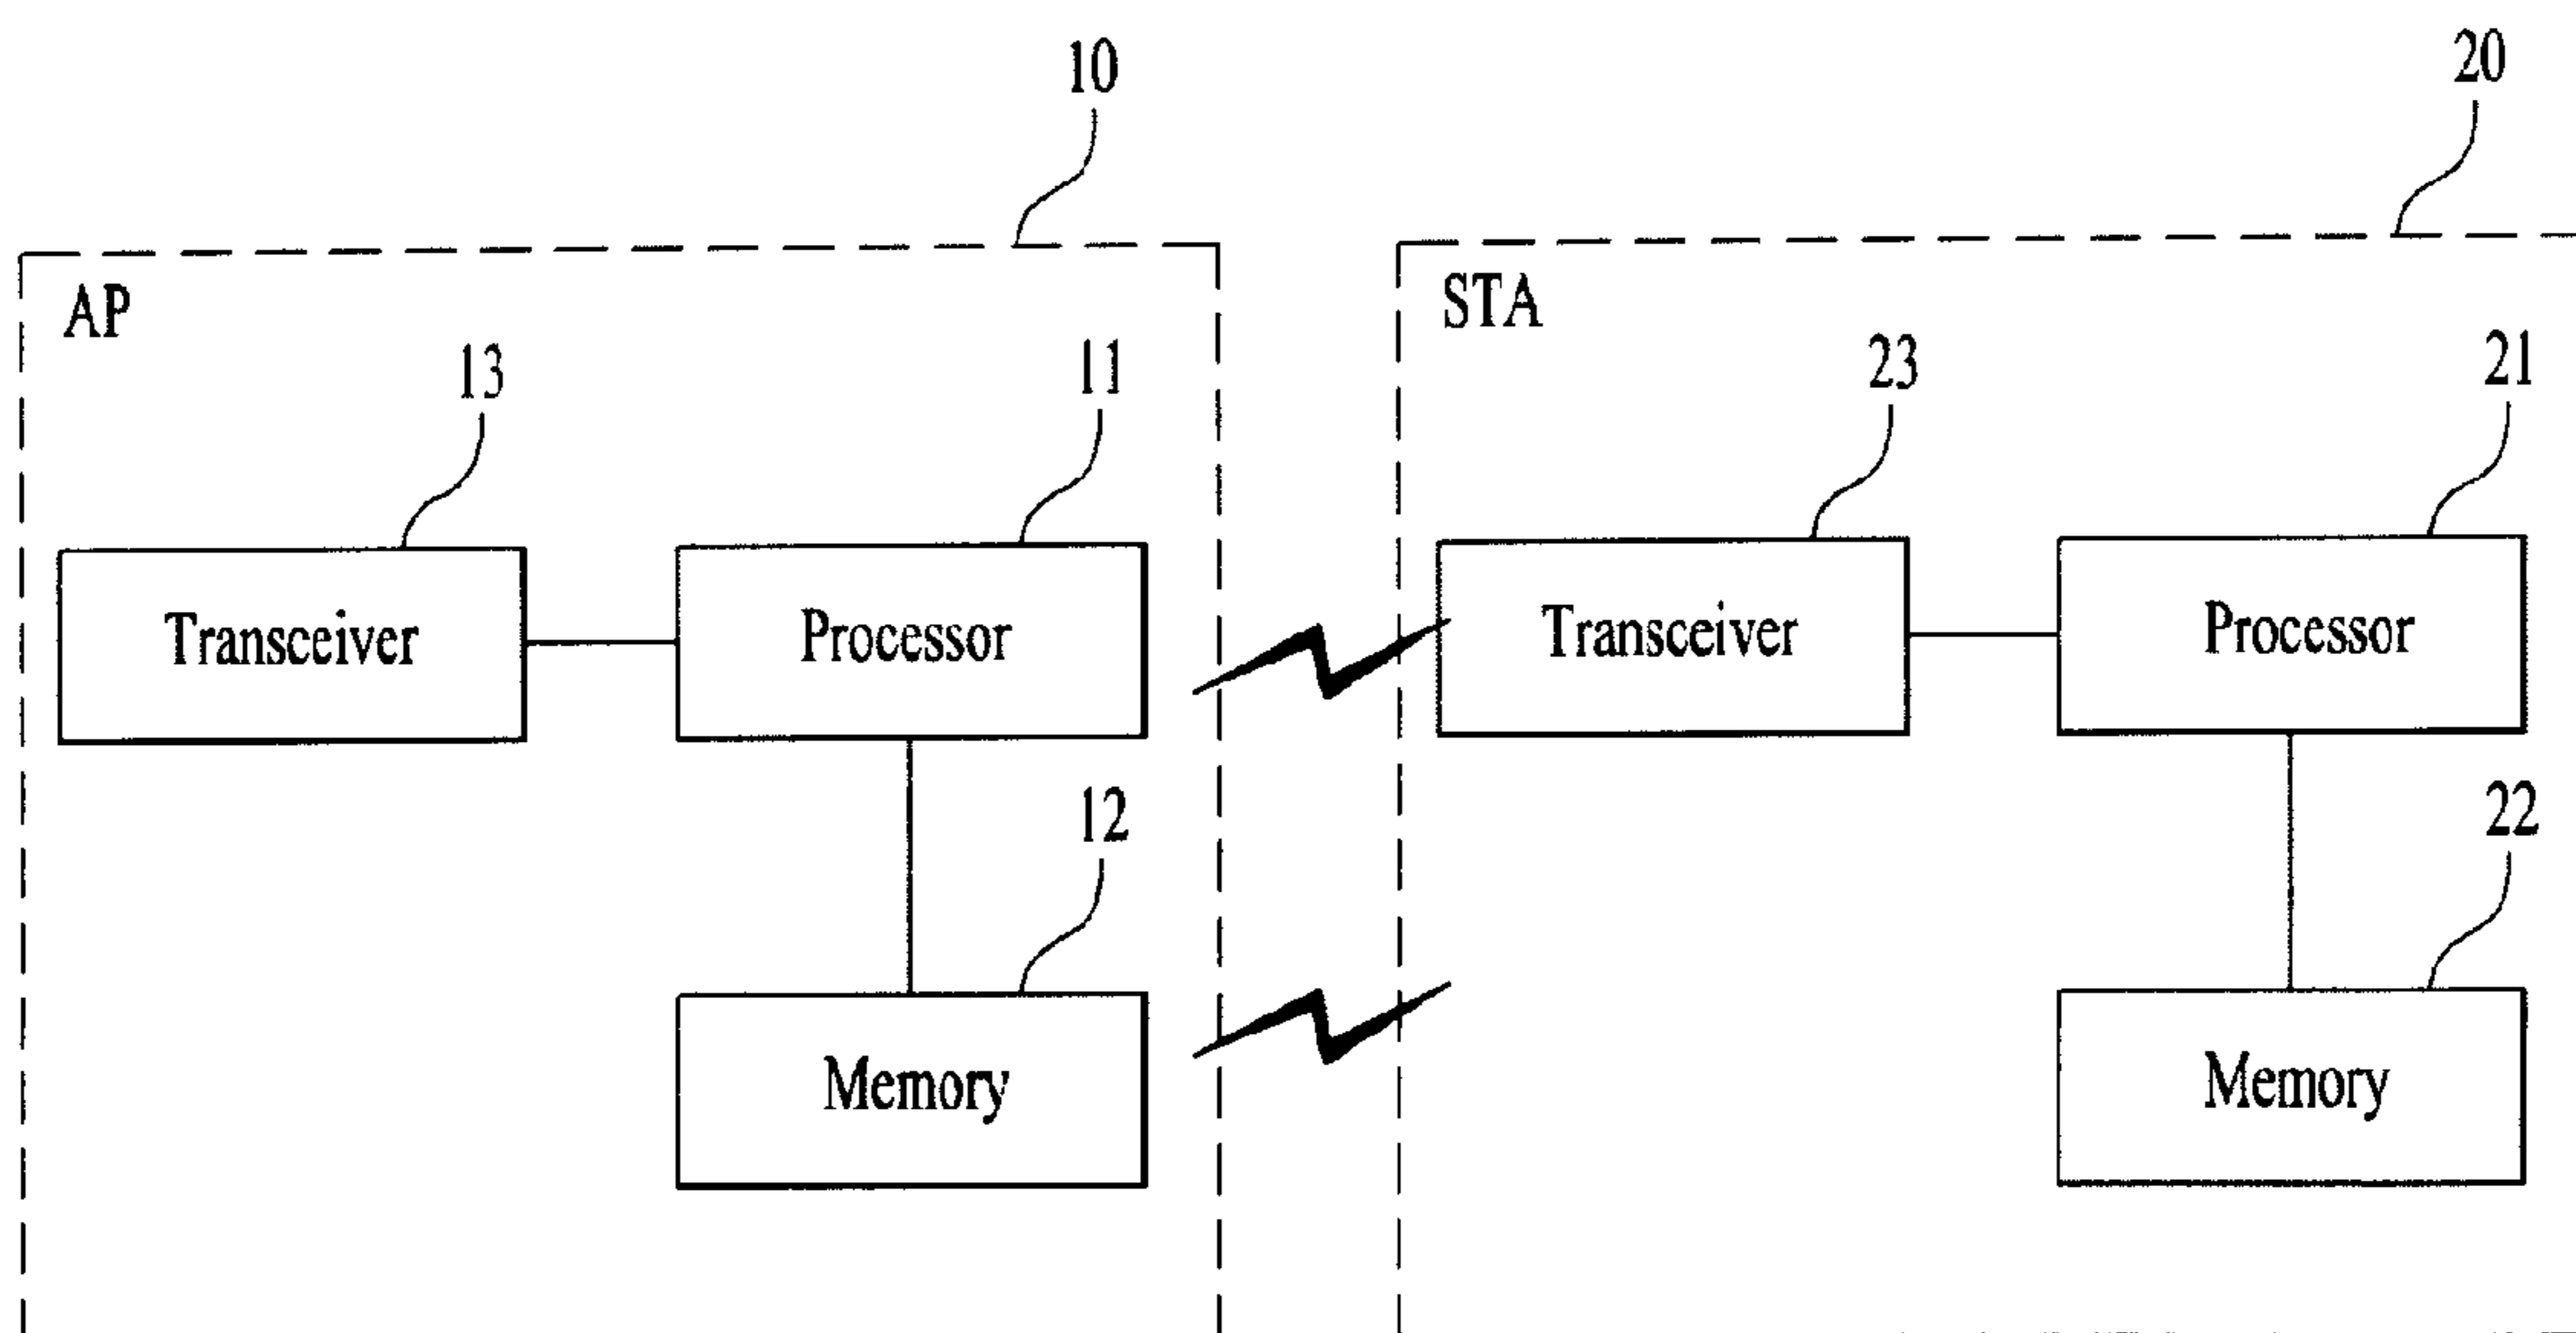 10
20
AP
STA
13
11
23
21
Transceiver
Processor
Transceiver
Processor
12
22
Memory
Memory